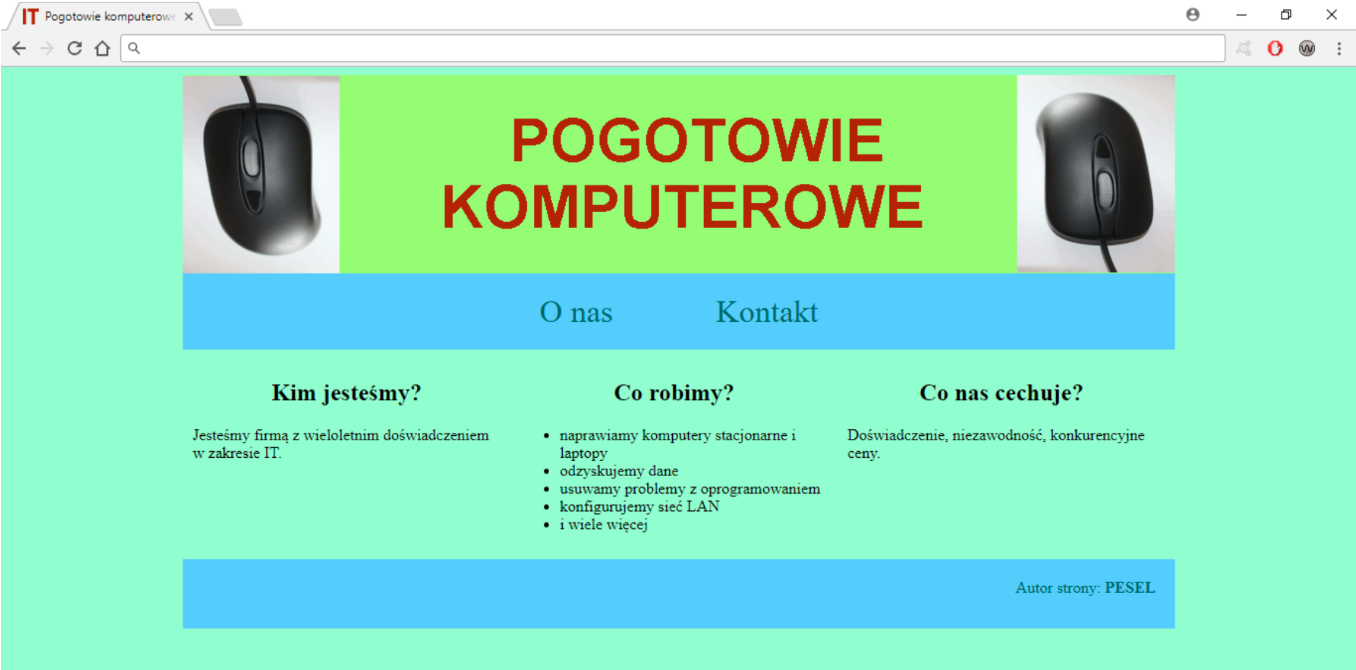 IT Pogotowie komputerowe
POGOTOWIE
KOMPUTEROWE
O nas Kontakt
Kim jesteśmy?
Jesteśmy firmą z wieloletnim doświadczeniem
w zakresie IT.
Co robimy?
• naprawiamy komputery stacjonarne i
laptopy
• odzyskujemy dane
• usuwamy problemy z oprogramowaniem
• konfigurujemy sieć LAN
• i wiele więcej
Co nas cechuje?
Doświadczenie, niezawodność, konkurencyjne
ceny.
Autor strony: PESEL